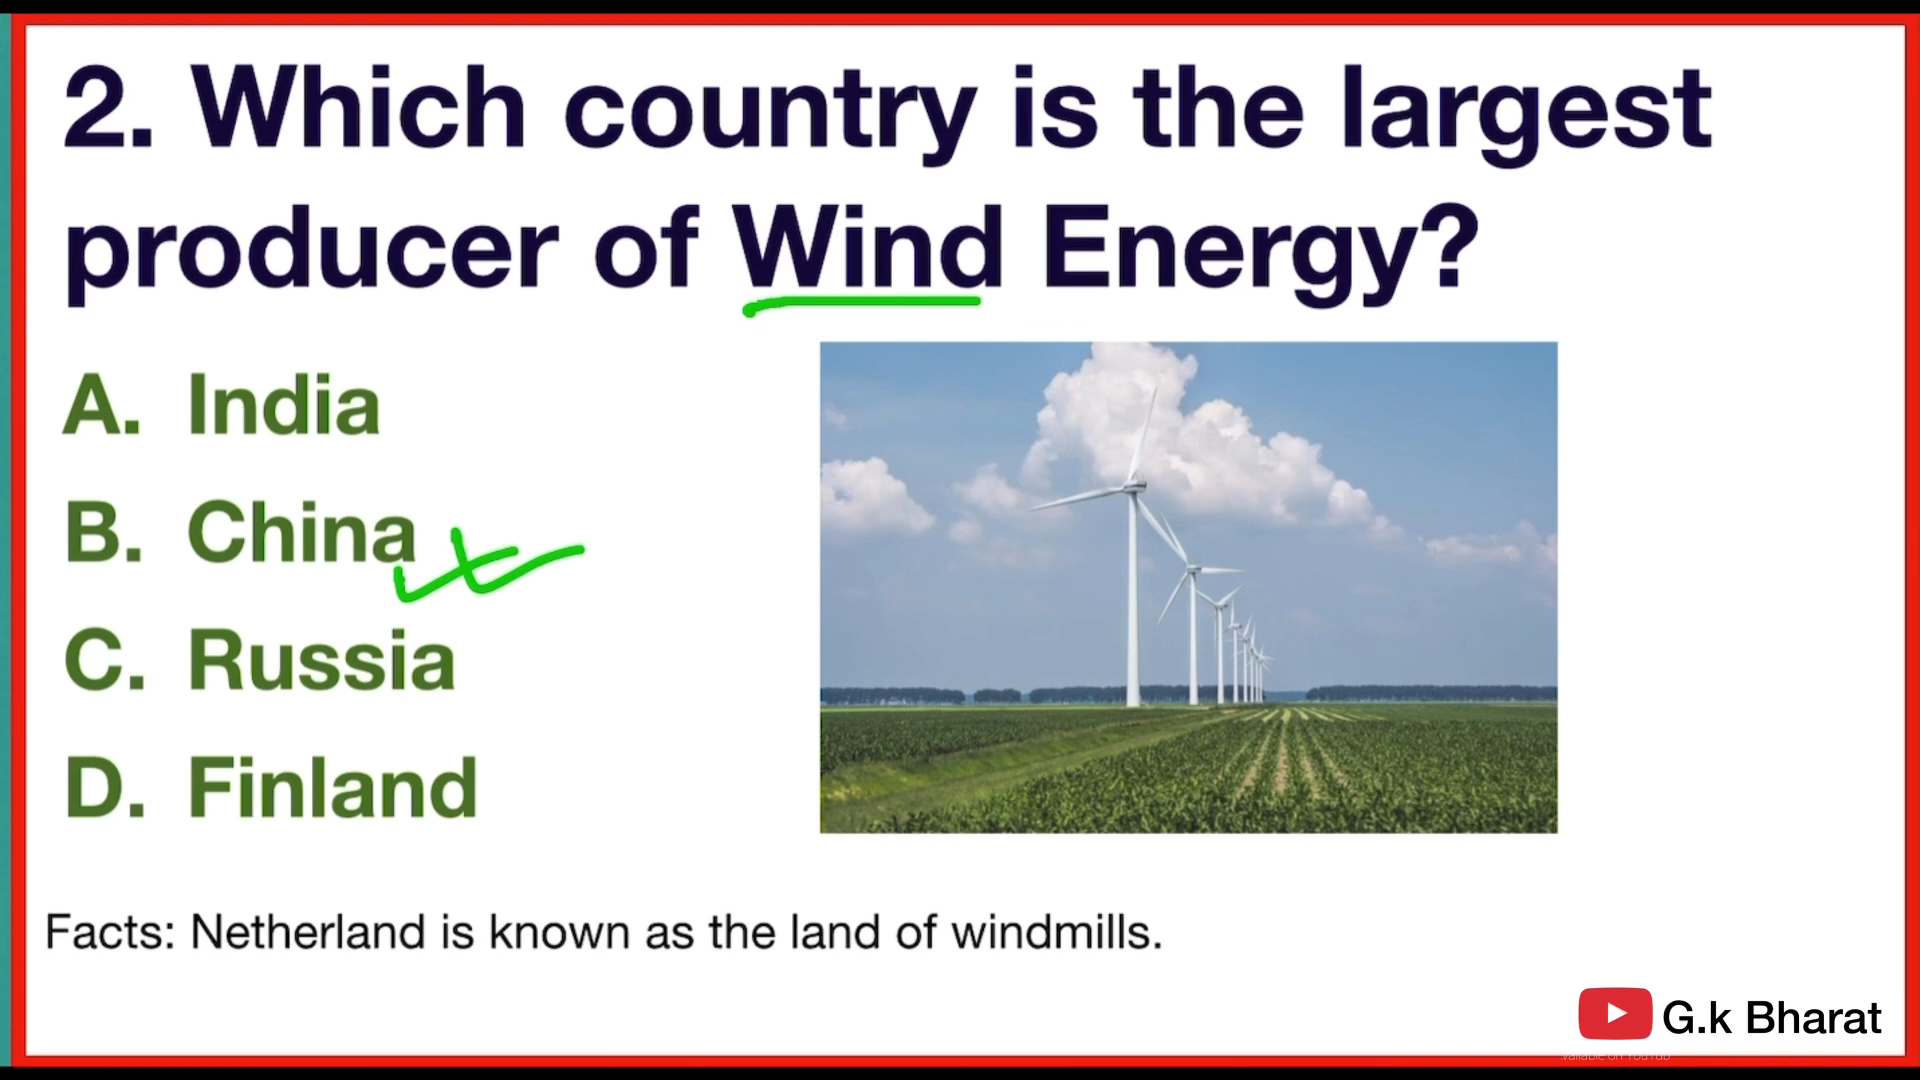 2. Which country is the largest
producer of Wind Energy?
A. India
B. China
C. Russia
D. Finland
Facts: Netherland is known as the land of windmills.
G.k Bharat